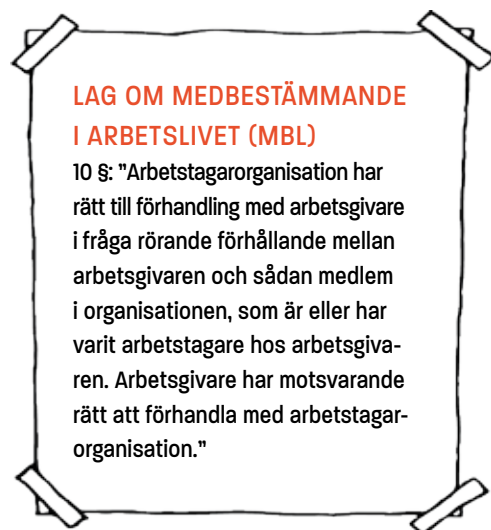 LAG OM MEDBESTÄMMANDE
I ARBETSLIVET (MBL)
10 §: ”Arbetstagarorganisation har
rätt till förhandling med arbetsgivare
i fråga rörande förhållande mellan
arbetsgivaren och sådan medlem
i organisationen, som är eller har
varit arbetstagare hos arbetsgiva-
ren. Arbetsgivare har motsvarande
rätt att förhandla med arbetstagar-
organisation.”